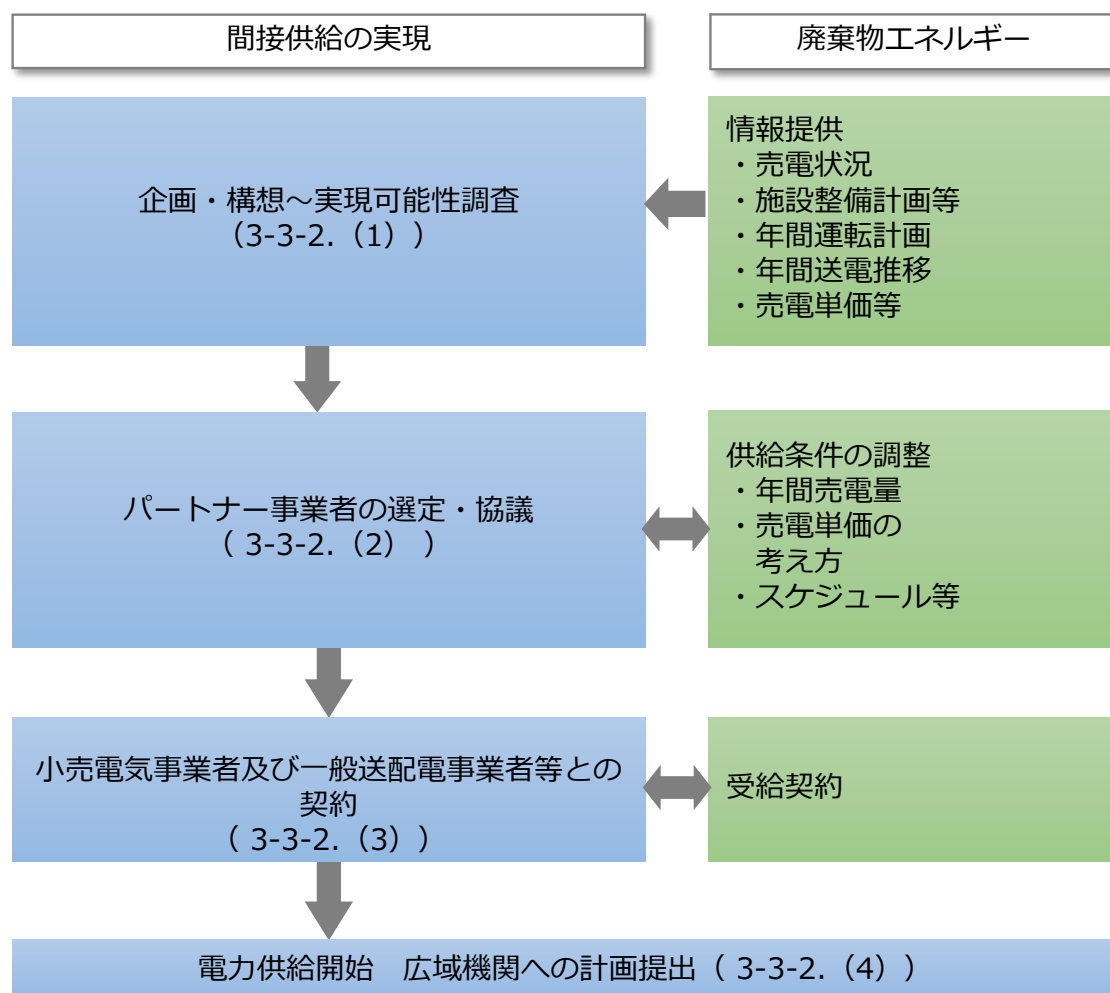 間接供給の実現
廃棄物エネルギー
企画・構想～実現可能性調査
（3-3-2.（1））
情報提供
・売電状況
・施設整備計画等
・年間運転計画
・年間送電推移
・売電単価等
パートナー事業者の選定・協議
（ 3-3-2.（2） ）
供給条件の調整
・年間売電量
・売電単価の
考え方
・スケジュール等
小売電気事業者及び一般送配電事業者等との
契約
（ 3-3-2.（3））
受給契約
電力供給開始　広域機関への計画提出（ 3-3-2.（4））